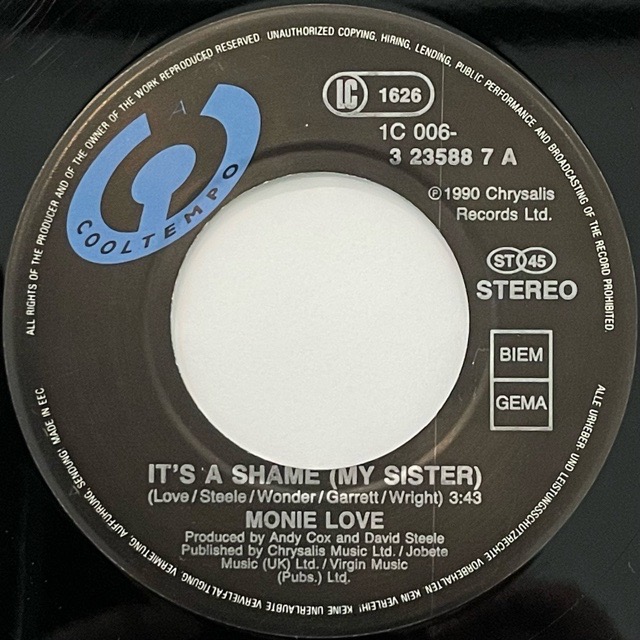 ALL RIGHTS OF THE PRODUCER AND OF THE OWNER OF THE WORK REPRODUCED RESERVED. UNAUTHORIZED COPYING, HIRING, LENDING, PUBLIC PERFORMANCE AND BROADCASTING OF THE RECORD PROHIBITED.
A
COOLTEMPO
LC 1626
1C 006-
3 23588 7 A
℗ 1990 Chrysalis
Records Ltd.
ST 45
STEREO
BIEM
GEMA
IT'S A SHAME (MY SISTER)
(Love/Steele/Wonder/Garrett/Wright) 3:43
MONIE LOVE
Produced by Andy Cox and David Steele
Published by Chrysalis Music Ltd./Jobete
Music (UK) Ltd./Virgin Music
(Pubs.) Ltd.
ALLE URHEBER- UND LEISTUNGSSCHUTZRECHTE VORBEHALTEN KEIN VERLEIH! KEINE UNERLAUBTE VERVIELFÄLTIGUNG, VERMIETUNG, AUFFÜHRUNG, SENDUNG. MADE IN EEC.